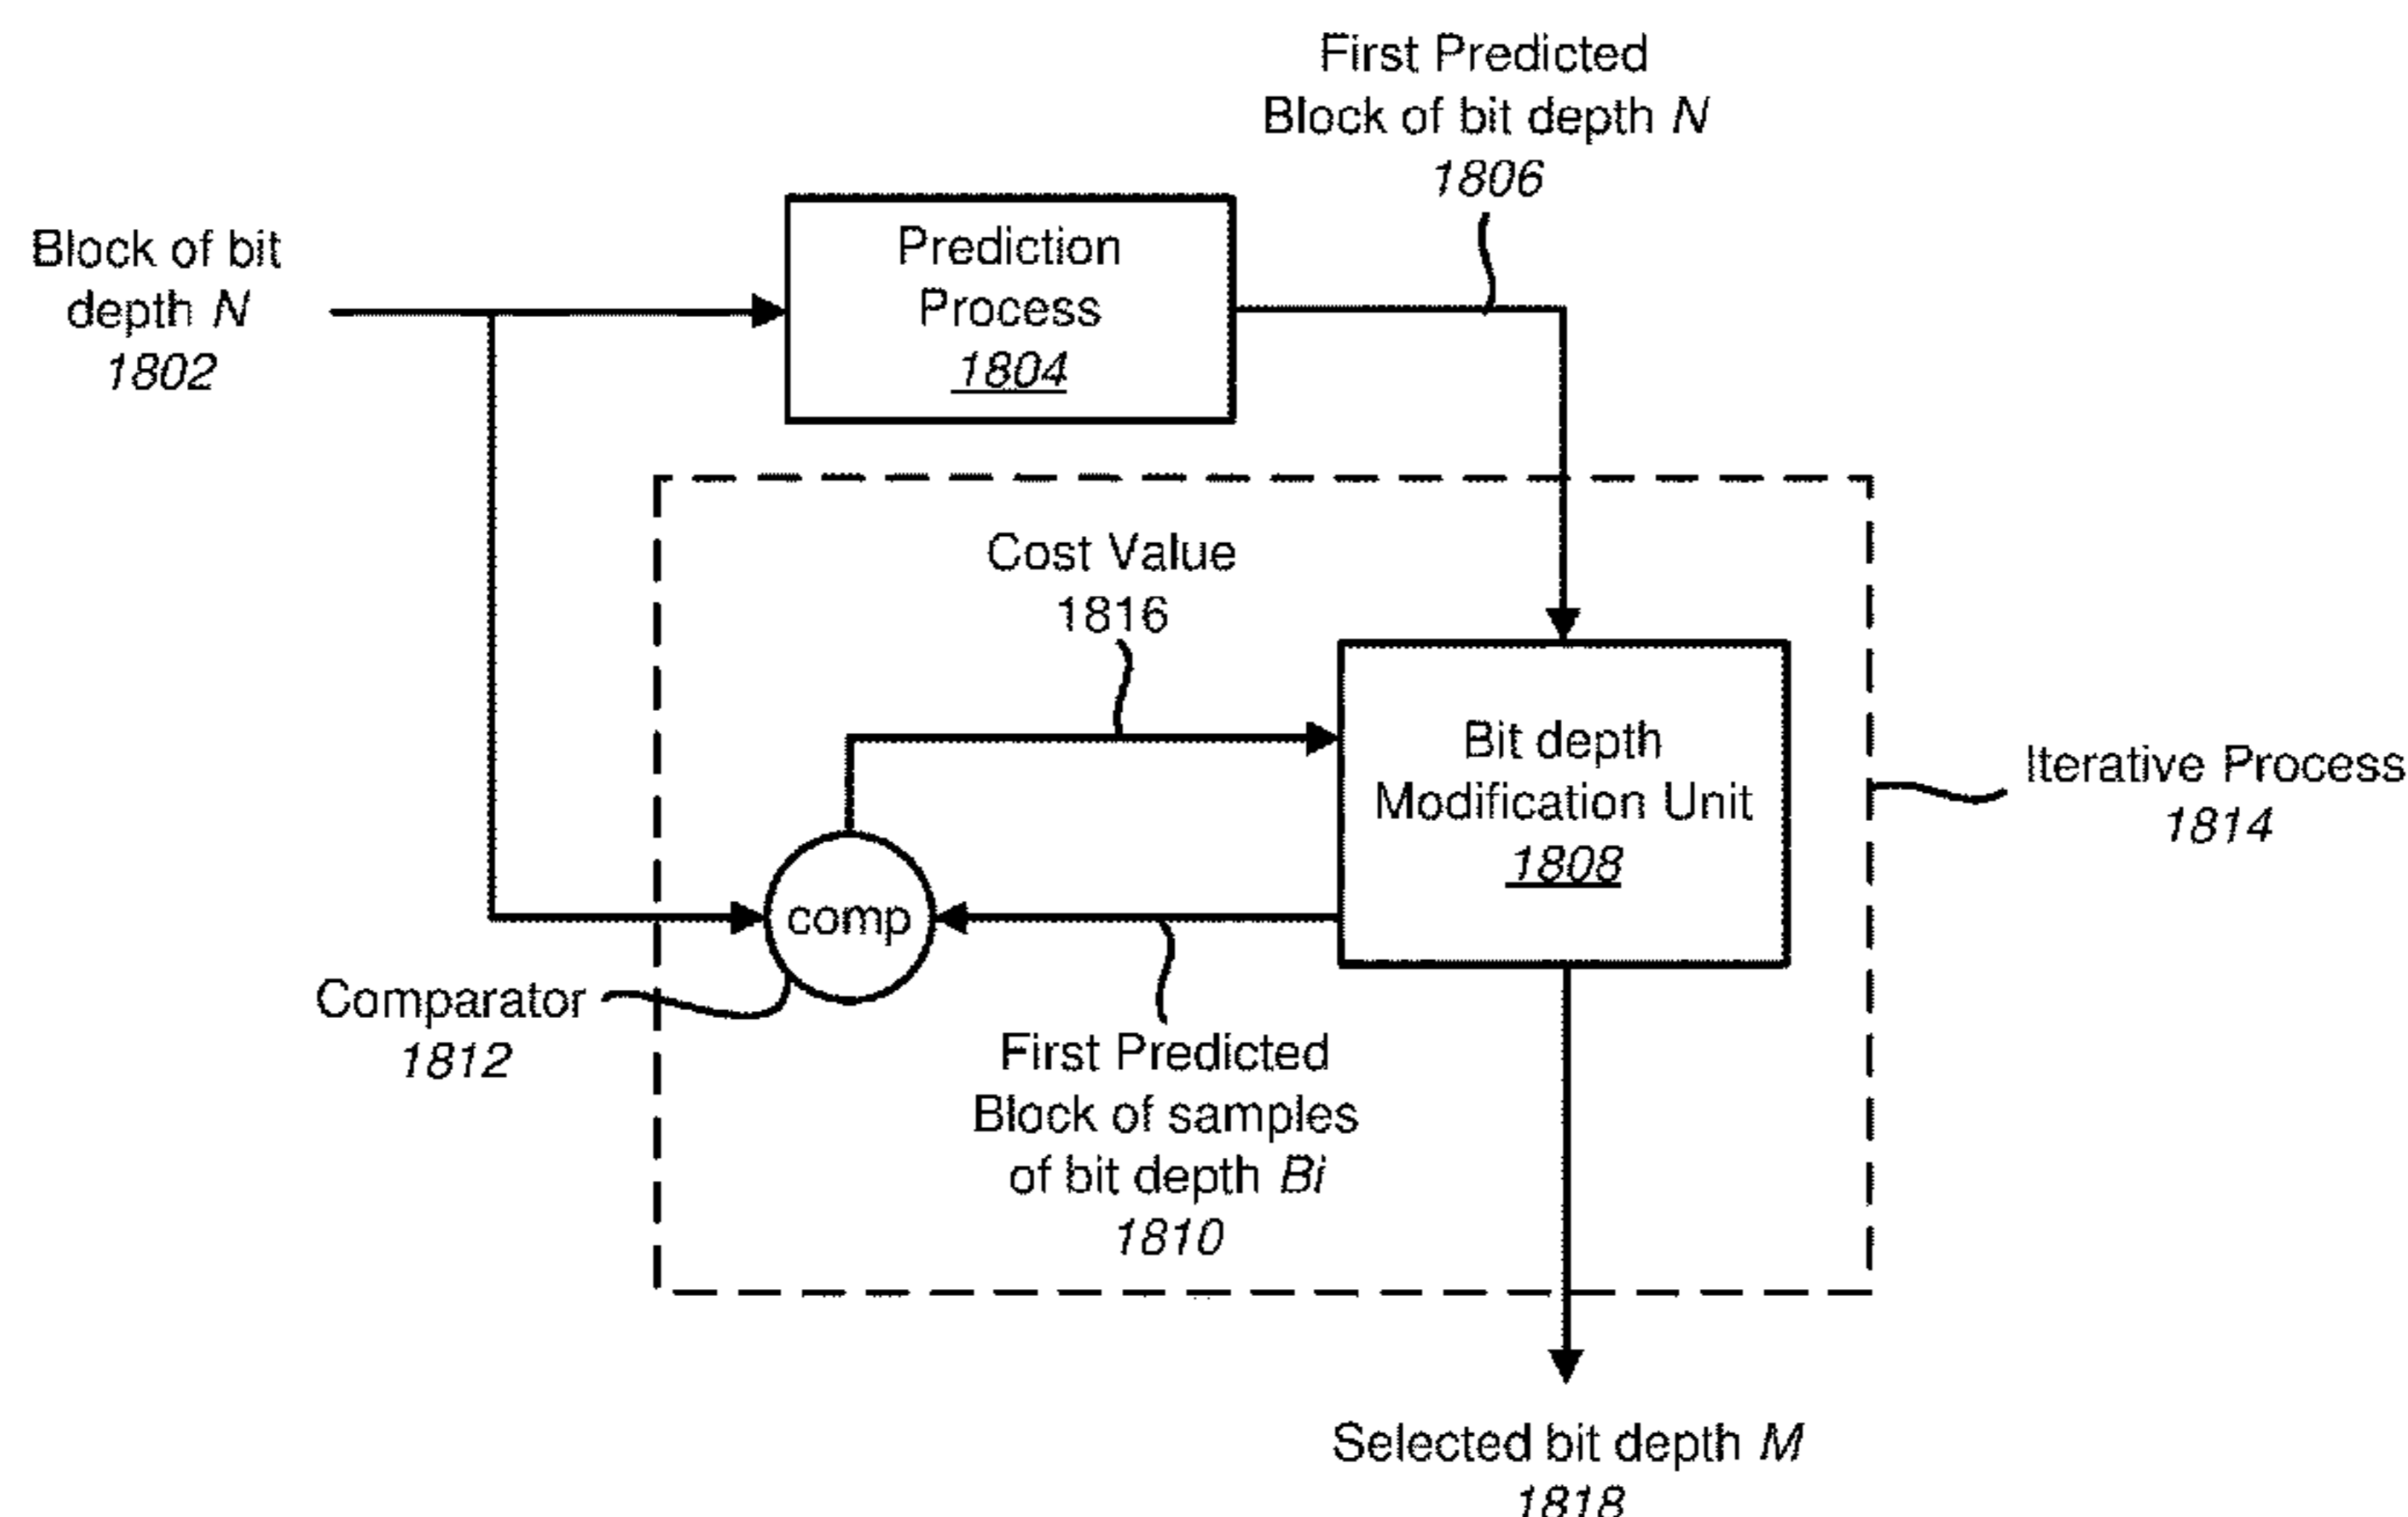 First Predicted
Block of bit depth N
1806
Block of bit
depth N
1802
Prediction
Process
1804
Cost Value
1816
Bit depth
Modification Unit
1808
Iterative Process
1814
comp
Comparator
1812
First Predicted
Block of samples
of bit depth Bi
1810
Selected bit depth M
1818